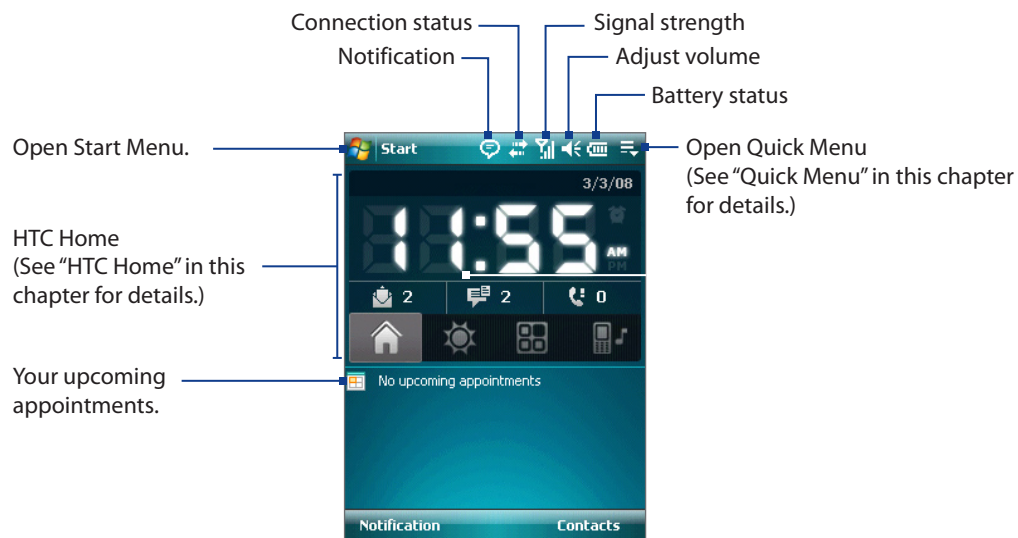 Connection status
Signal strength
Notification
Adjust volume
Battery status
Open Start Menu.
Start
Open Quick Menu
(See “Quick Menu” in this chapter
for details.)
3/3/08
11:55
AM
PM
HTC Home
(See “HTC Home” in this
chapter for details.)
2
2
0
Your upcoming
appointments.
No upcoming appointments
Notification
Contacts